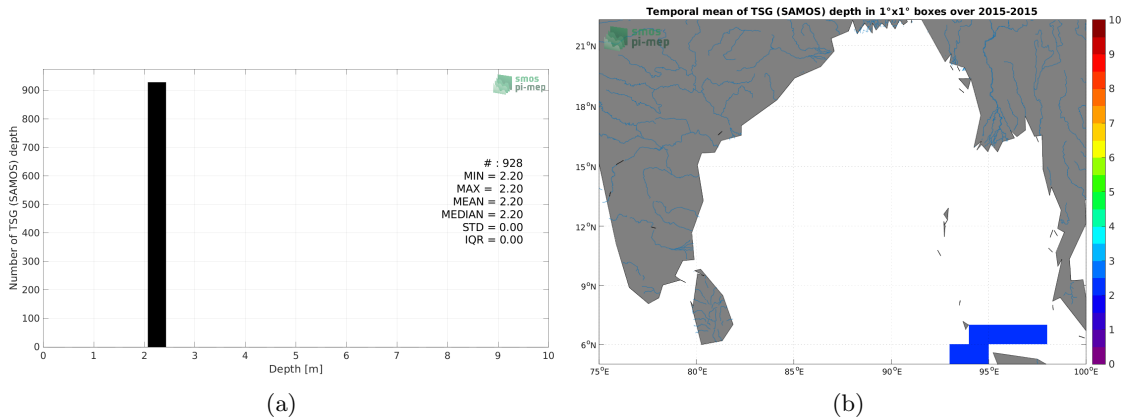 smos
pi-mep
900
800
700
600
500
400
300
200
100
0
Number of TSG (SAMOS) depth
# : 928
MIN = 2.20
MAX = 2.20
MEAN = 2.20
MEDIAN = 2.20
STD = 0.00
IQR = 0.00
0 1 2 3 4 5 6 7 8 9 10
Depth [m]
(a)
Temporal mean of TSG (SAMOS) depth in 1°x1° boxes over 2015-2015
smos
pi-mep
21°N
18°N
15°N
12°N
9°N
6°N
75°E 80°E 85°E 90°E 95°E 100°E
10
9
8
7
6
5
4
3
2
1
0
(b)